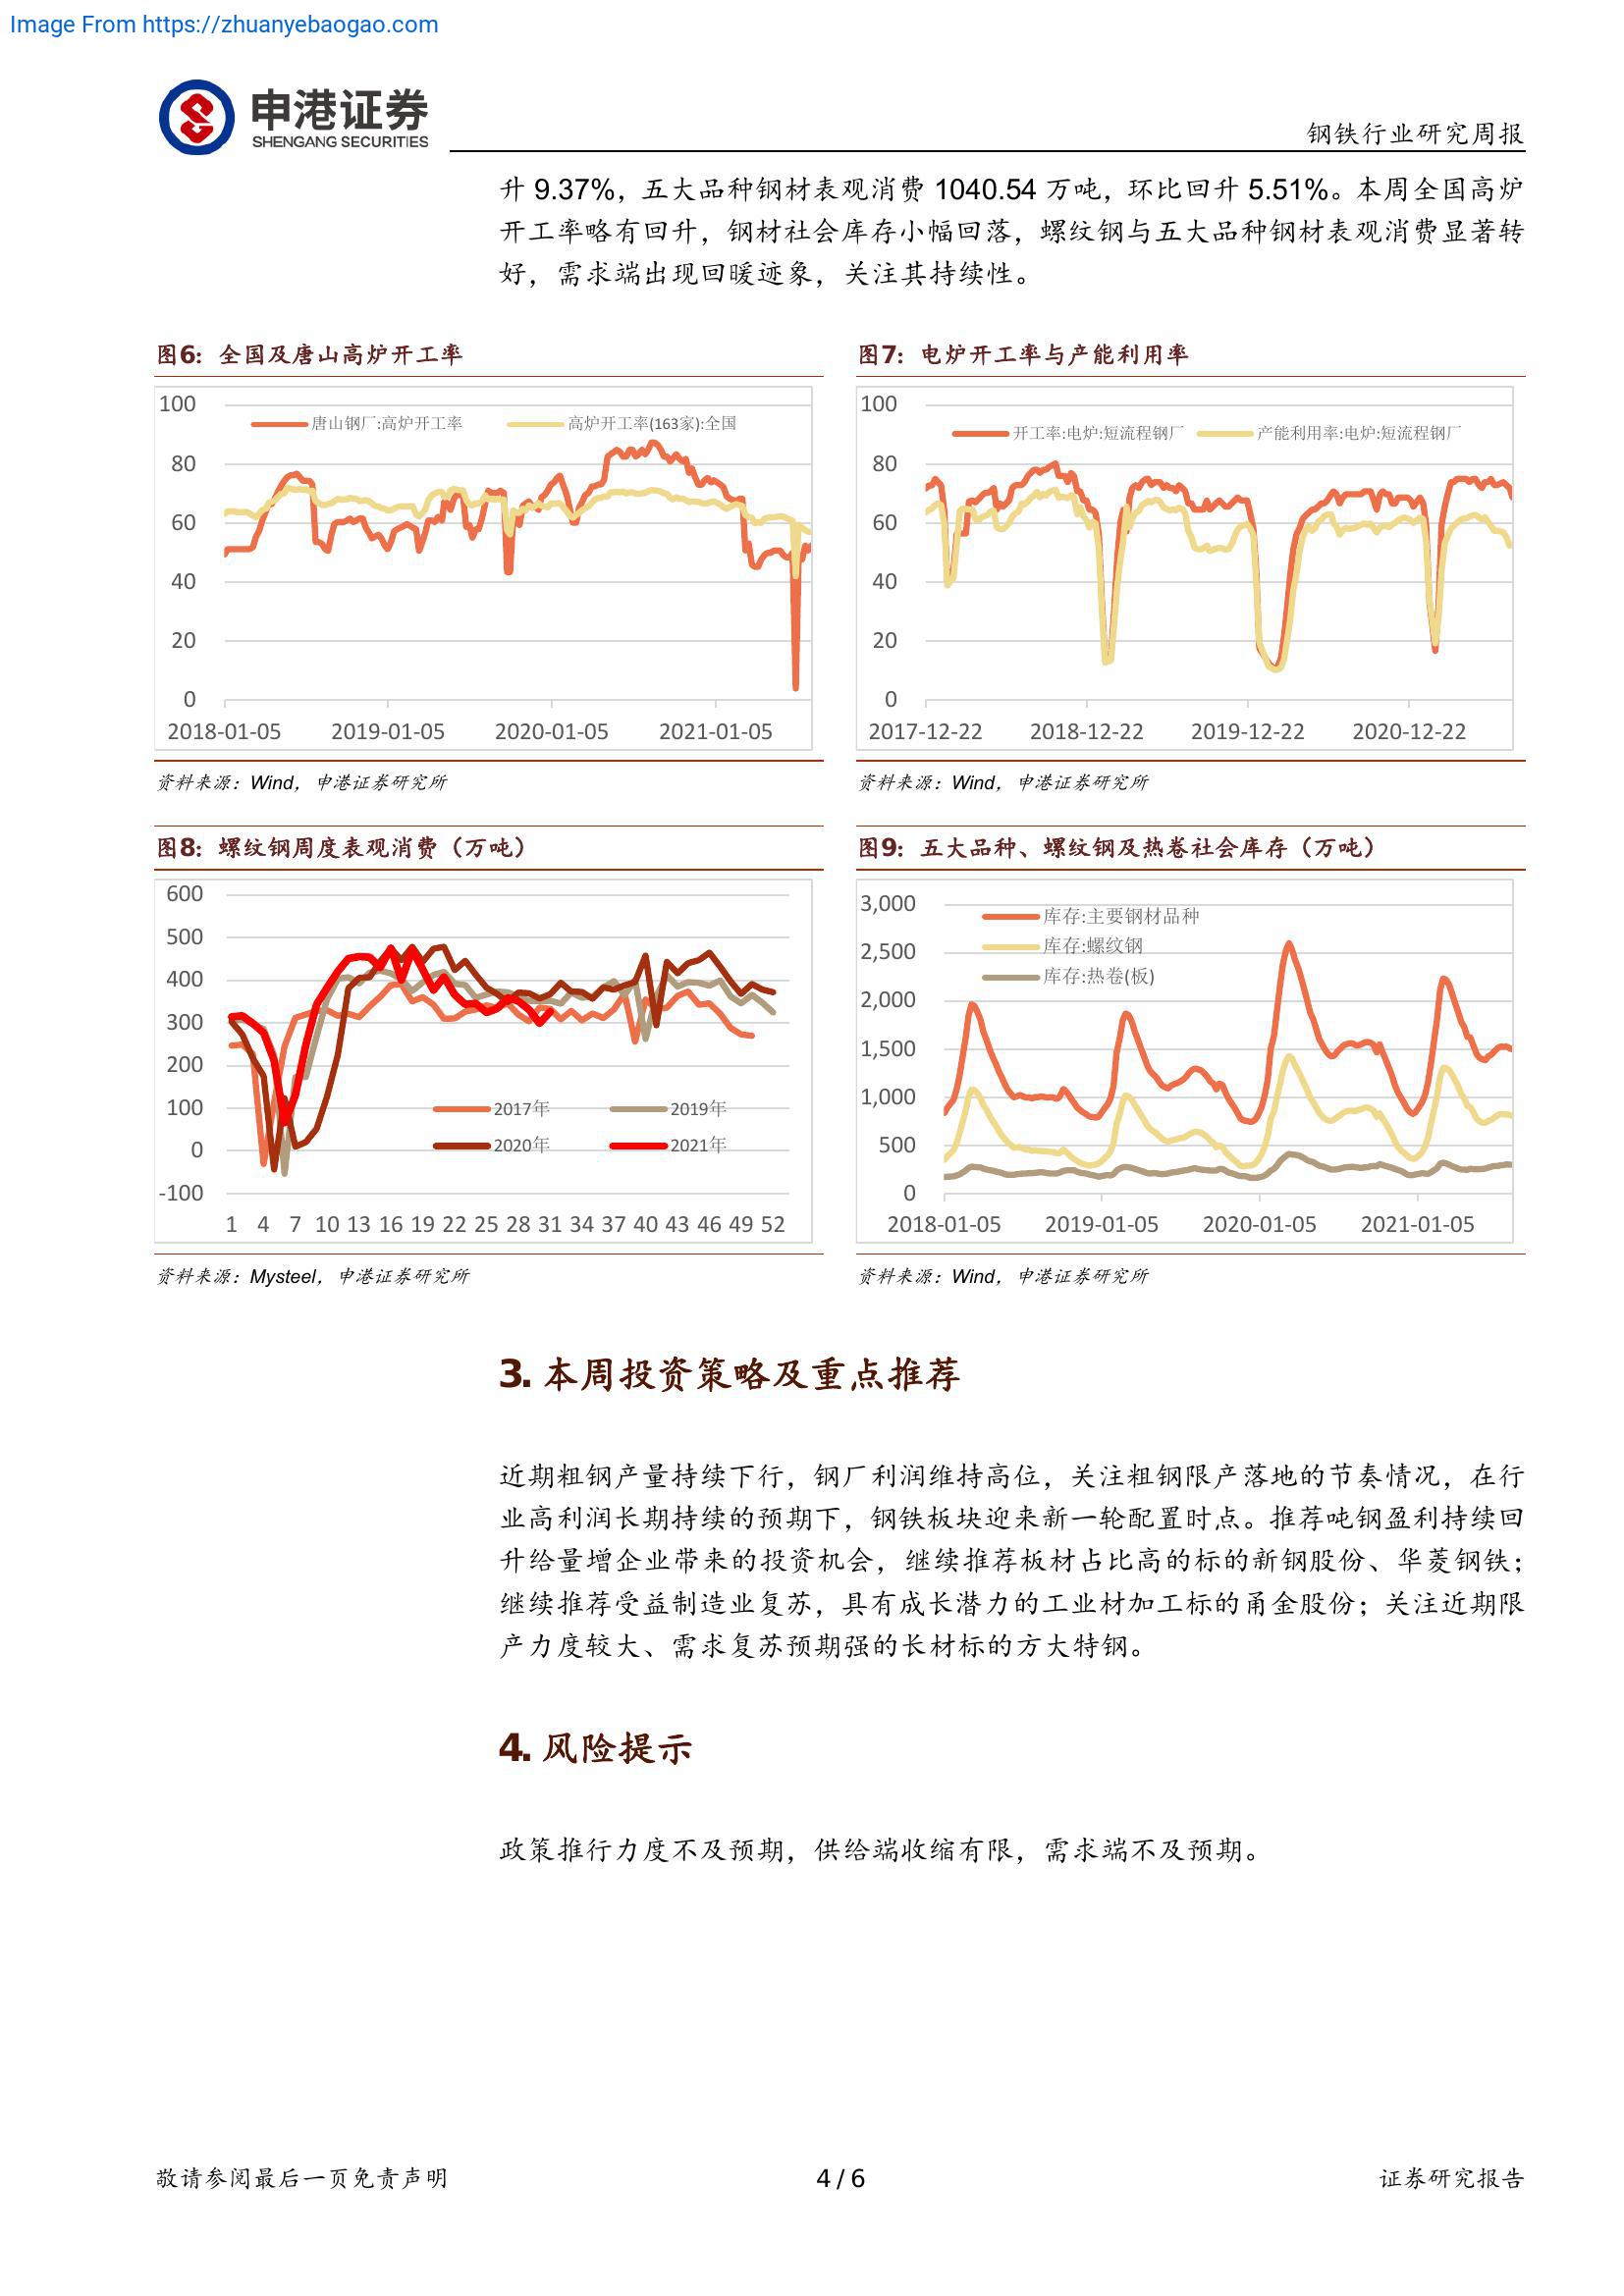 Image From https://zhuanyebaogao.com
申港证券
SHENGANG SECURITIES
钢铁行业研究周报
升 9.37%，五大品种钢材表观消费 1040.54 万吨，环比回升 5.51%。本周全国高炉
开工率略有回升，钢材社会库存小幅回落，螺纹钢与五大品种钢材表观消费显著转
好，需求端出现回暖迹象，关注其持续性。
图6：全国及唐山高炉开工率
100
唐山钢厂:高炉开工率 高炉开工率(163家):全国
80
60
40
20
0
2018-01-05 2019-01-05 2020-01-05 2021-01-05
资料来源：Wind，申港证券研究所
图7：电炉开工率与产能利用率
100
开工率:电炉:短流程钢厂 产能利用率:电炉:短流程钢厂
80
60
40
20
0
2017-12-22 2018-12-22 2019-12-22 2020-12-22
资料来源：Wind，申港证券研究所
图8：螺纹钢周度表观消费（万吨）
600
500
400
300
200
100
0
-100
2017年 2019年
2020年 2021年
1 4 7 10 13 16 19 22 25 28 31 34 37 40 43 46 49 52
资料来源：Mysteel，申港证券研究所
图9：五大品种、螺纹钢及热卷社会库存（万吨）
3,000
2,500
2,000
1,500
1,000
500
0
库存:主要钢材品种
库存:螺纹钢
库存:热卷(板)
2018-01-05 2019-01-05 2020-01-05 2021-01-05
资料来源：Wind，申港证券研究所
3. 本周投资策略及重点推荐
近期粗钢产量持续下行，钢厂利润维持高位，关注粗钢限产落地的节奏情况，在行
业高利润长期持续的预期下，钢铁板块迎来新一轮配置时点。推荐吨钢盈利持续回
升给量增企业带来的投资机会，继续推荐板材占比高的标的新钢股份、华菱钢铁；
继续推荐受益制造业复苏，具有成长潜力的工业材加工标的甬金股份；关注近期限
产力度较大、需求复苏预期强的长材标的方大特钢。
4. 风险提示
政策推行力度不及预期，供给端收缩有限，需求端不及预期。
敬请参阅最后一页免责声明
4 / 6
证券研究报告